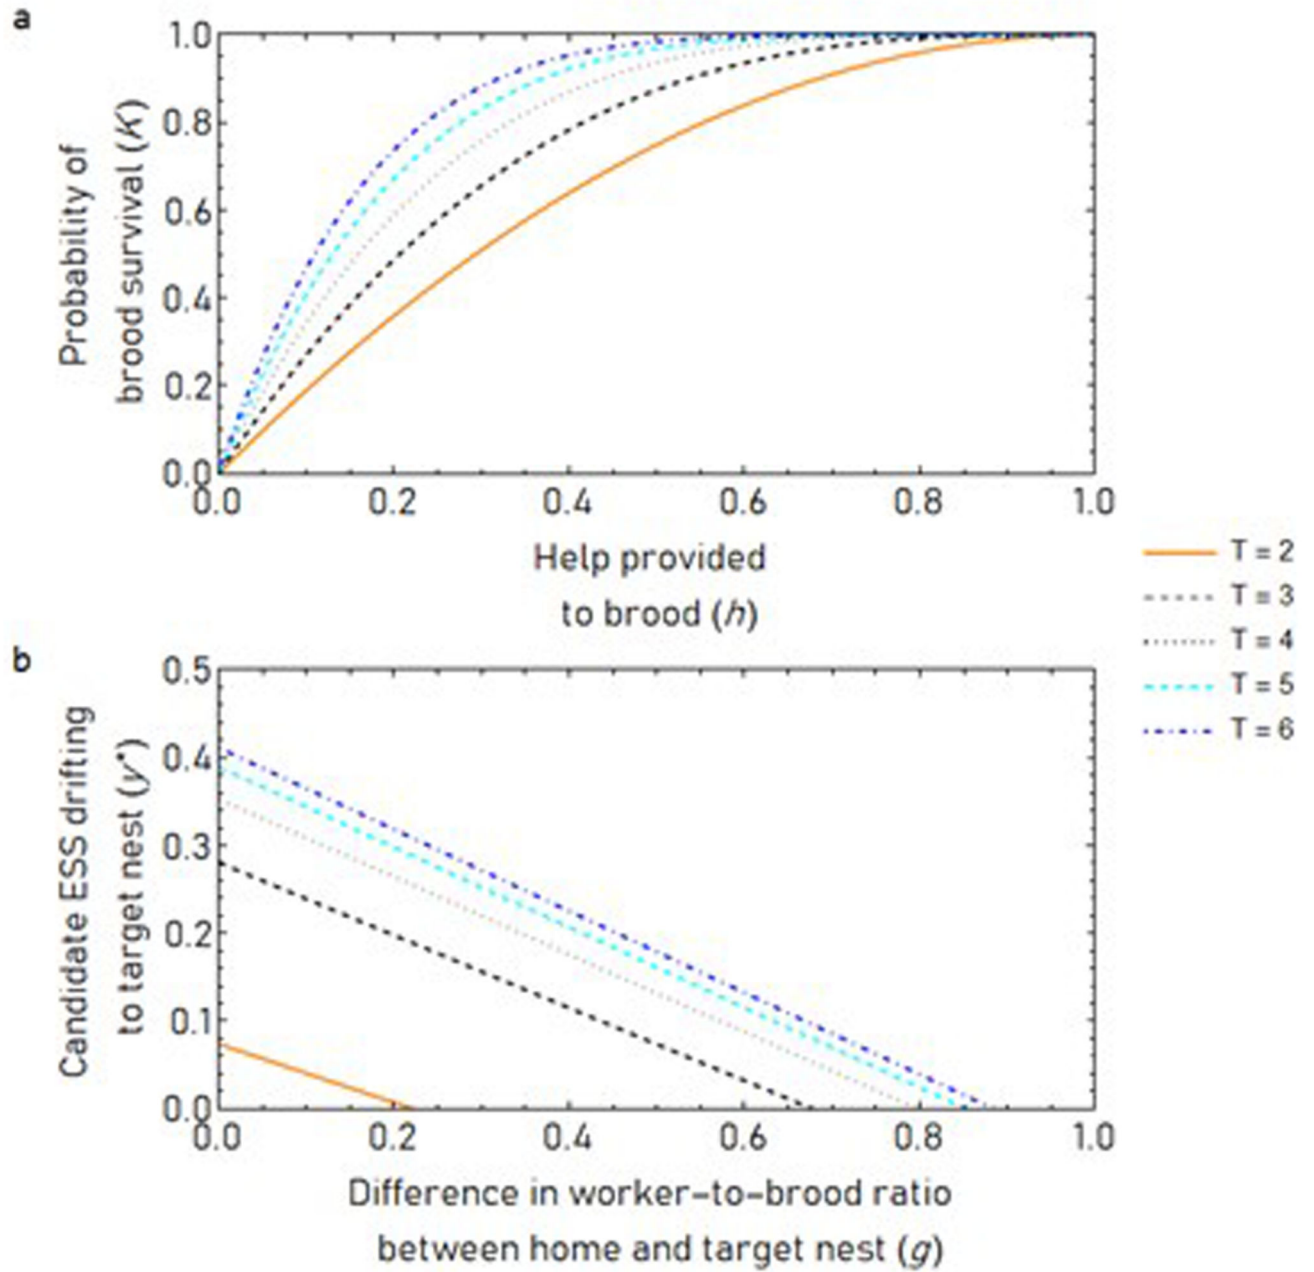 a
Probability of
brood survival (K)
1.0
0.8
0.6
0.4
0.2
0.0
0.0 0.2 0.4 0.6 0.8 1.0
Help provided
to brood (h)
T = 2
T = 3
T = 4
T = 5
T = 6
b
Candidate ESS drifting
to target nest (y*)
0.5
0.4
0.3
0.2
0.1
0.0
0.0 0.2 0.4 0.6 0.8 1.0
Difference in worker-to-brood ratio
between home and target nest (g)